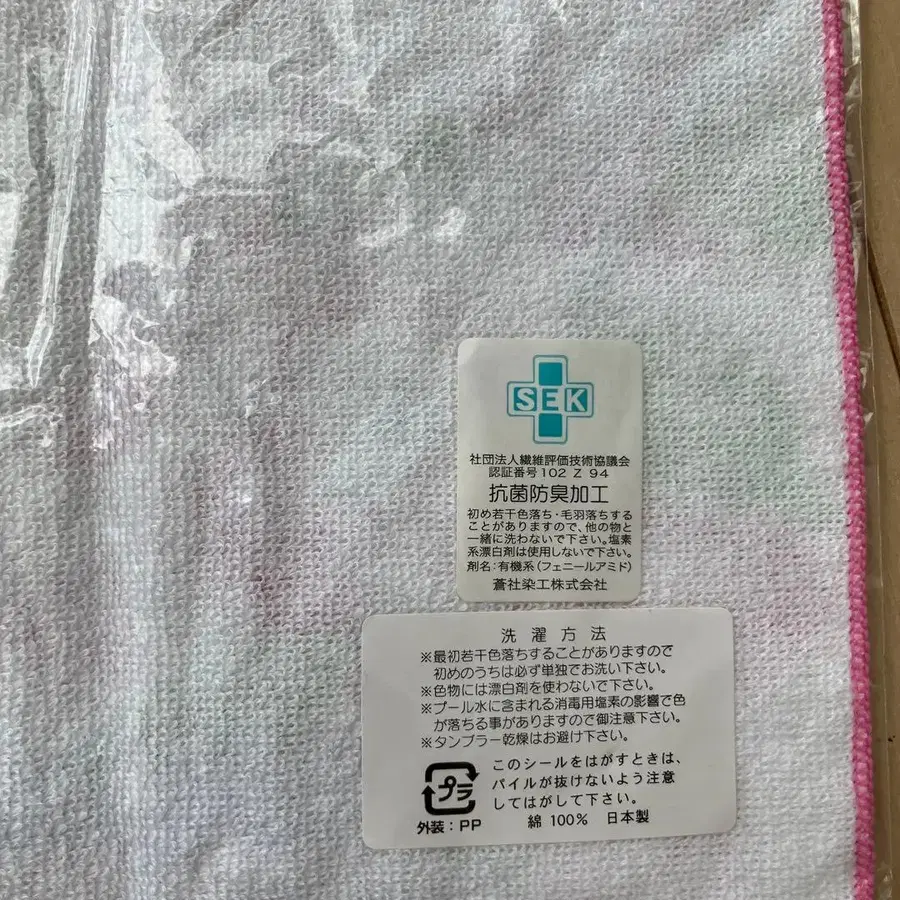 SEK
社団法人繊維評価技術協議会
認証番号102 Z 94
抗菌防臭加工
初め若干色落ち・毛羽落ちする
ことがありますので、他の物と
一緒に洗わないで下さい。塩素
系漂白剤は使用しないで下さい。
剤名:有機系(フェニールアミド)
蒼社染工株式会社
洗濯方法
※最初若干色落ちすることがありますので
初めのうちは必ず単独でお洗い下さい。
※色物には漂白剤を使わないで下さい。
※プール水に含まれる消毒用塩素の影響で色
が落ちる事がありますので御注意下さい。
※タンブラー乾燥はお避け下さい。
このシールをはがすときは、
パイルが抜けないよう注意
してはがして下さい。
プラ
外装:PP
綿 100% 日本製